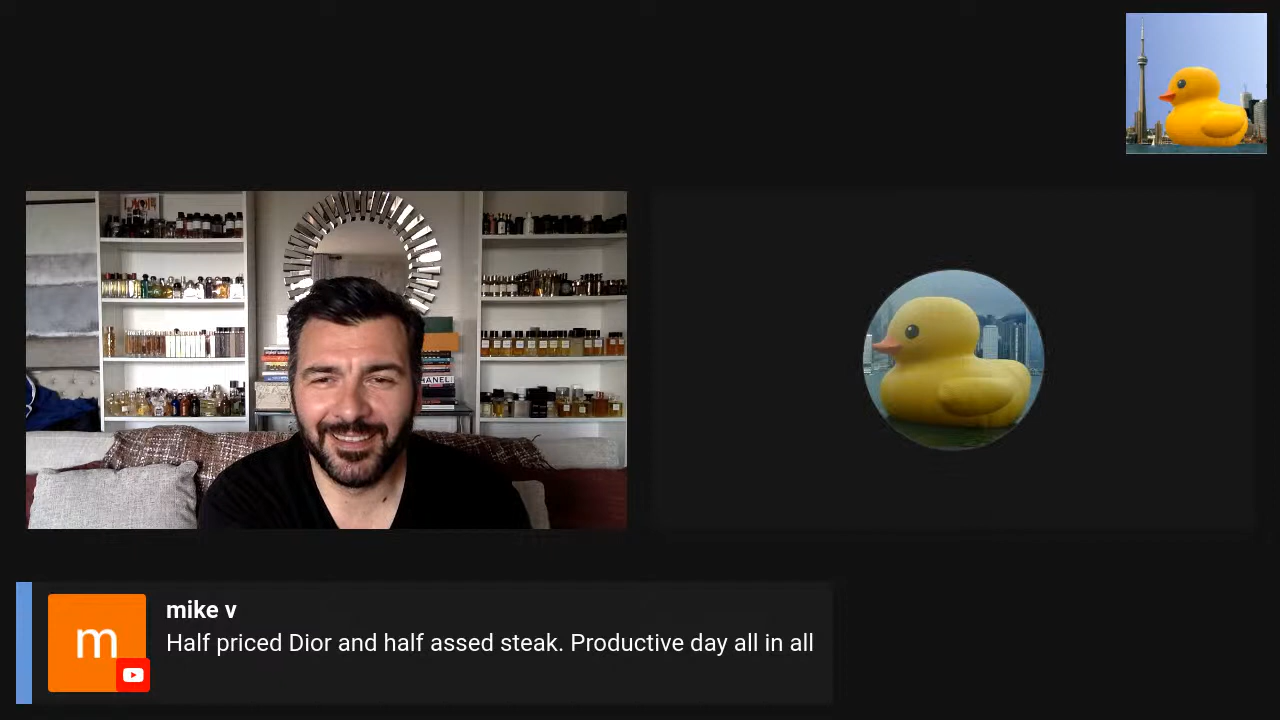 CHANEL
m
mike v
Half priced Dior and half assed steak. Productive day all in all